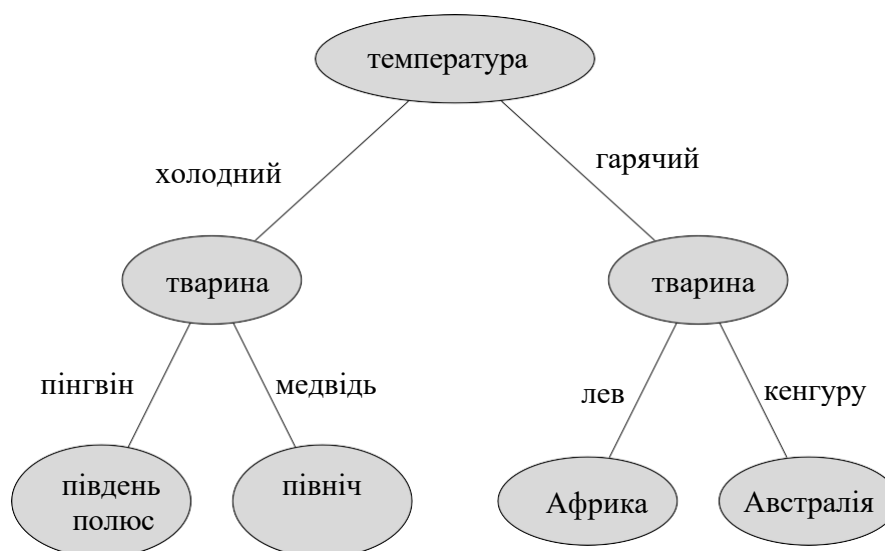 температура
холодний
гарячий
тварина
тварина
пінгвін
медвідь
лев
кенгуру
південь
полюс
північ
Африка
Австралія